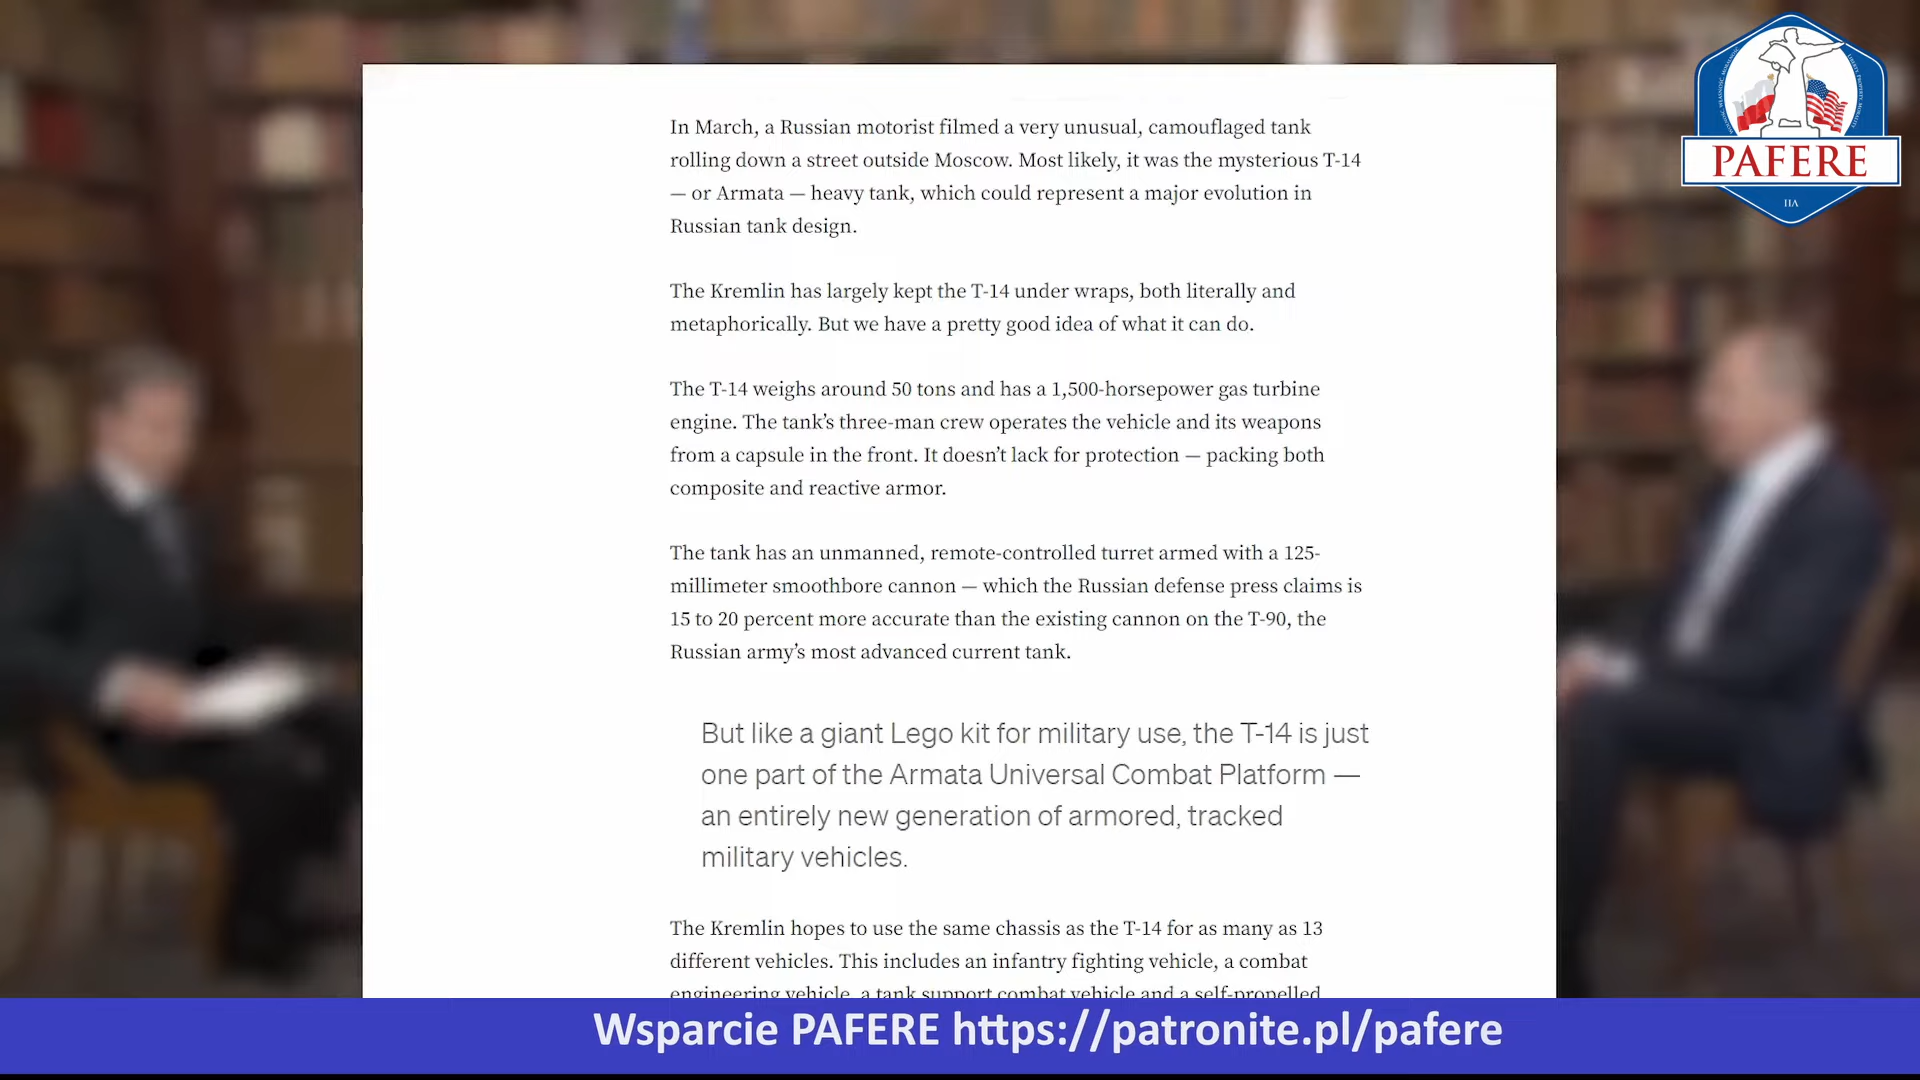 In March, a Russian motorist filmed a very unusual, camouflaged tank
rolling down a street outside Moscow. Most likely, it was the mysterious T-14
— or Armata — heavy tank, which could represent a major evolution in
Russian tank design.
The Kremlin has largely kept the T-14 under wraps, both literally and
metaphorically. But we have a pretty good idea of what it can do.
The T-14 weighs around 50 tons and has a 1,500-horsepower gas turbine
engine. The tank’s three-man crew operates the vehicle and its weapons
from a capsule in the front. It doesn’t lack for protection — packing both
composite and reactive armor.
The tank has an unmanned, remote-controlled turret armed with a 125-
millimeter smoothbore cannon — which the Russian defense press claims is
15 to 20 percent more accurate than the existing cannon on the T-90, the
Russian army’s most advanced current tank.
But like a giant Lego kit for military use, the T-14 is just
one part of the Armata Universal Combat Platform —
an entirely new generation of armored, tracked
military vehicles.
The Kremlin hopes to use the same chassis as the T-14 for as many as 13
different vehicles. This includes an infantry fighting vehicle, a combat
engineering vehicle, a tank support combat vehicle and a self-propelled
PAFERE
Wsparcie PAFERE https://patronite.pl/pafere